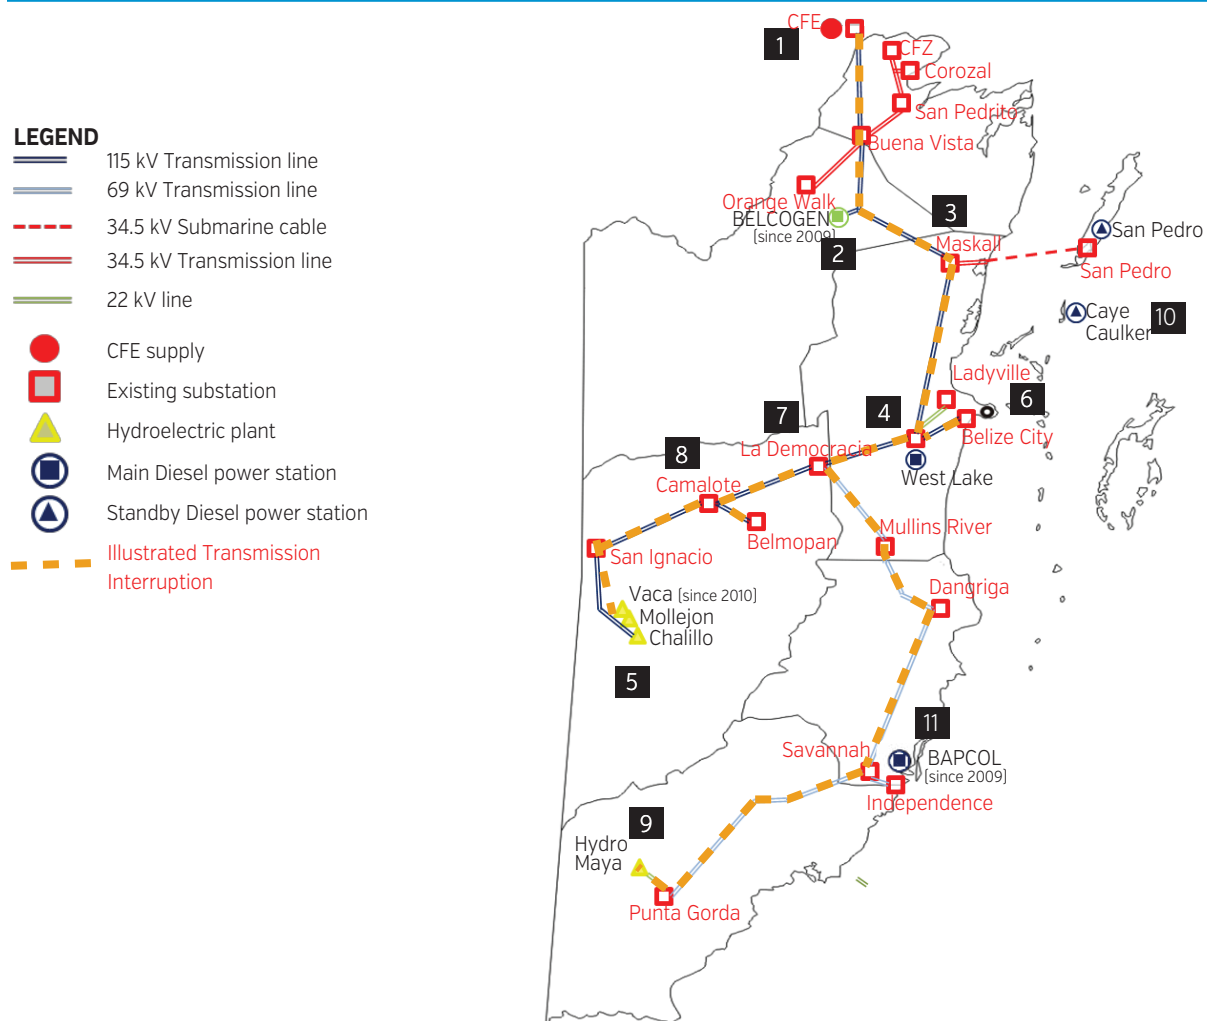 LEGEND
115 kV Transmission line
69 kV Transmission line
34.5 kV Submarine cable
34.5 kV Transmission line
22 kV line
CFE supply
Existing substation
Hydroelectric plant
Main Diesel power station
Standby Diesel power station
Illustrated Transmission
Interruption
CFE
1
CFZ
Corozal
San Pedrito
Buena Vista
Orange Walk
BELCOGEN
[since 2009]
2
3
Maskall
San Pedro
San Pedro
Caye
Caulker
10
Ladyville
6
4
Belize City
West Lake
7
La Democracia
8
Camalote
Belmopan
San Ignacio
Mullins River
Dangriga
Vaca [since 2010]
Mollejon
Chalillo
5
11
Savannah
BAPCOL
[since 2009]
Independence
9
Hydro
Maya
Punta Gorda